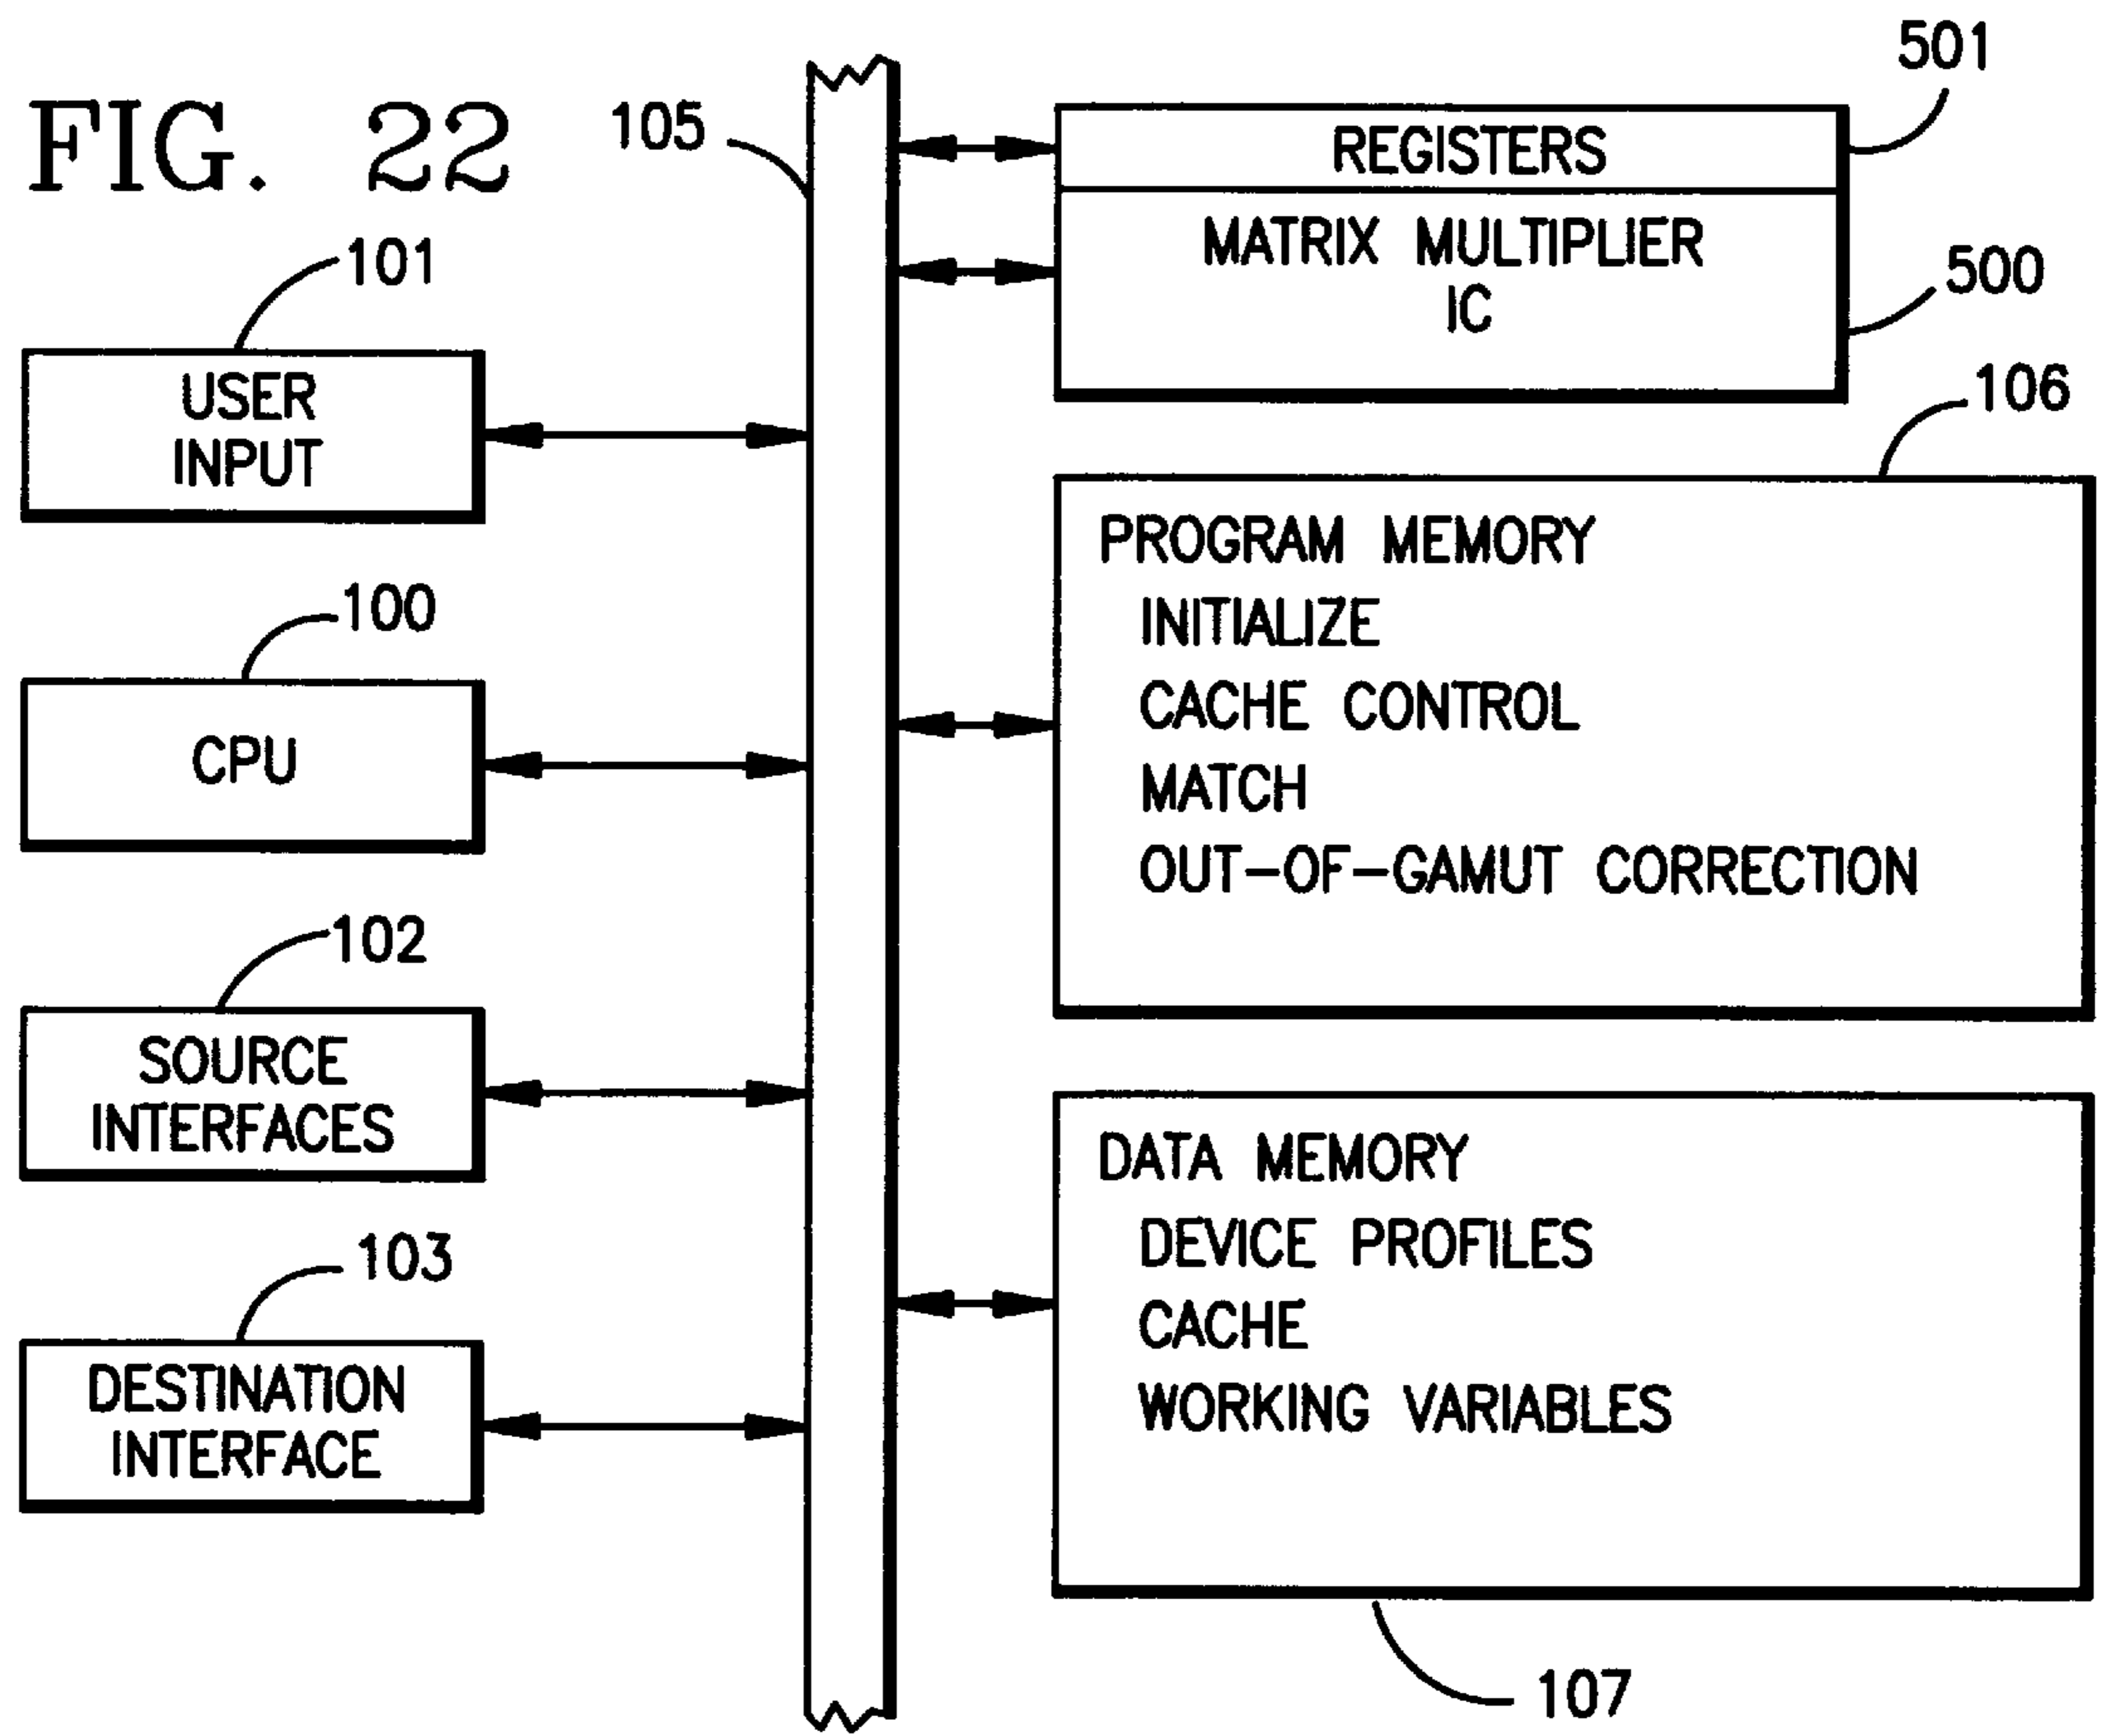 FIG. 22
105
101
USER
INPUT
100
CPU
102
SOURCE
INTERFACES
103
DESTINATION
INTERFACE
501
REGISTERS
MATRIX MULTIPLIER
IC
500
106
PROGRAM MEMORY
INITIALIZE
CACHE CONTROL
MATCH
OUT-OF-GAMUT CORRECTION
DATA MEMORY
DEVICE PROFILES
CACHE
WORKING VARIABLES
107